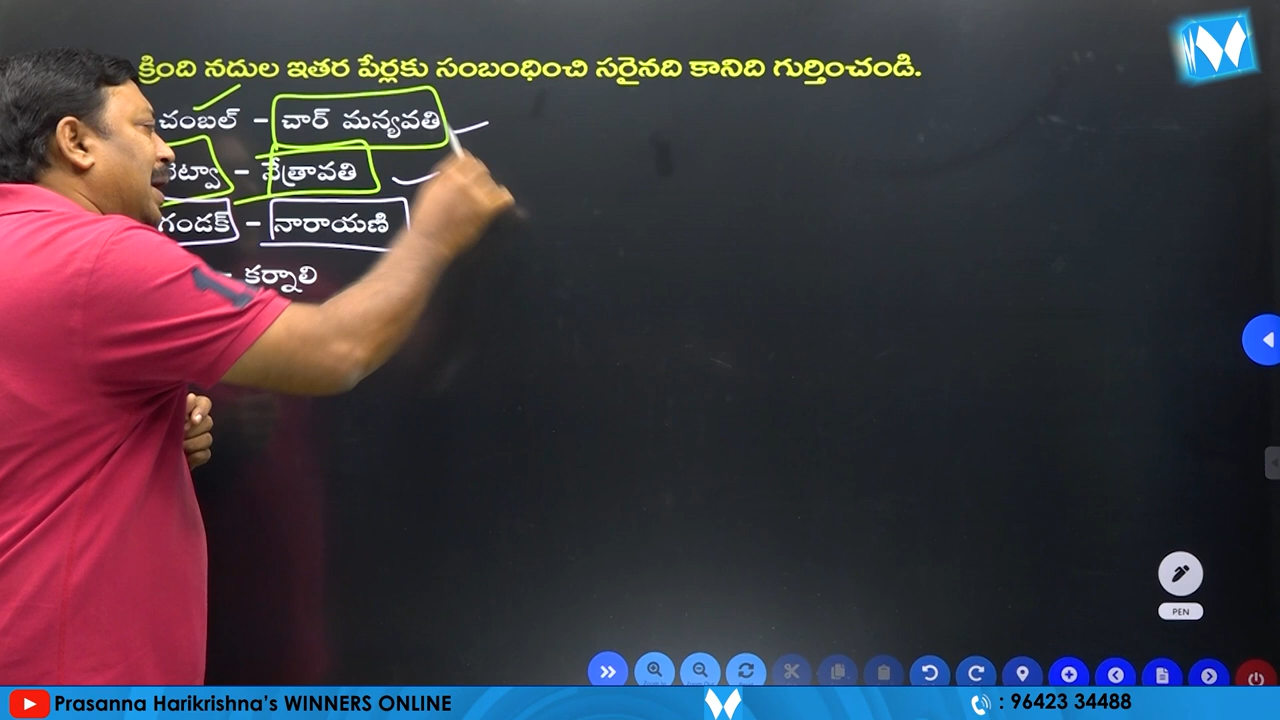 క్రింది నదుల ఇతర పేర్లకు సంబంధించి సరైనది కానిది గుర్తించండి.
చంబల్ - చార్ మన్యవతి
- నేత్రావతి
గండక్ - నారాయణి
- కర్నాలి
PEN
Prasanna Harikrishna's WINNERS ONLINE
: 96423 34488